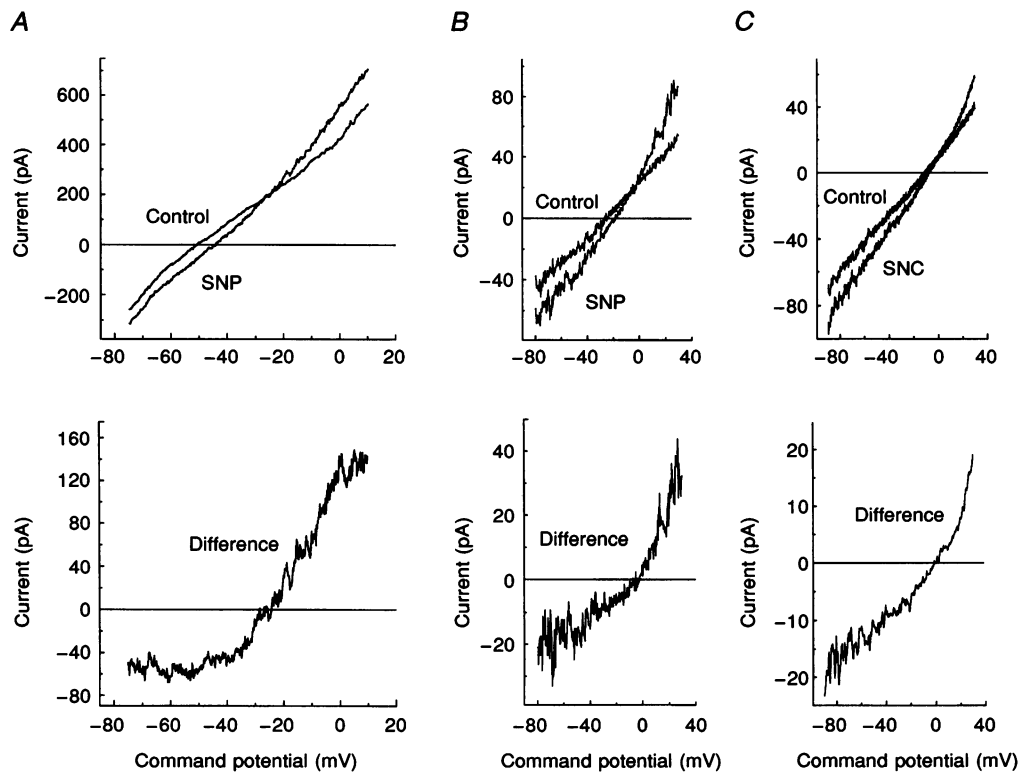 A
B
C
Current (pA)
600
400
200
0
−200
Control
SNP
−80
−60
−40
−20
0
20
Current (pA)
80
40
0
−40
Control
SNP
−80
−40
0
40
Current (pA)
40
0
−40
−80
Control
SNC
−80
−40
0
40
Current (pA)
160
120
80
40
0
−40
−80
Difference
−80
−60
−40
−20
0
20
Command potential (mV)
Current (pA)
40
20
0
−20
Difference
−80
−40
0
40
Command potential (mV)
Current (pA)
20
10
0
−10
−20
Difference
−80
−40
0
40
Command potential (mV)